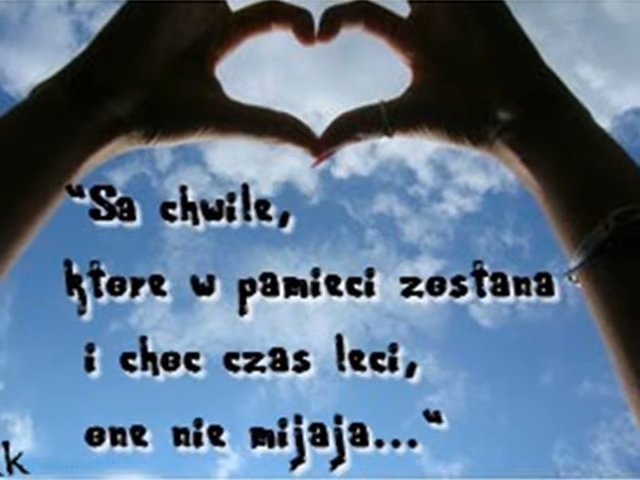 "Sa chwile,
ktore w pamieci zostana
i choc czas leci,
one nie mijaja..."